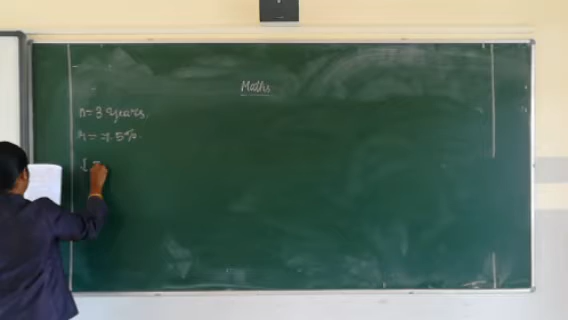 Maths
n = 3 years.
r = 7.5%.
I =